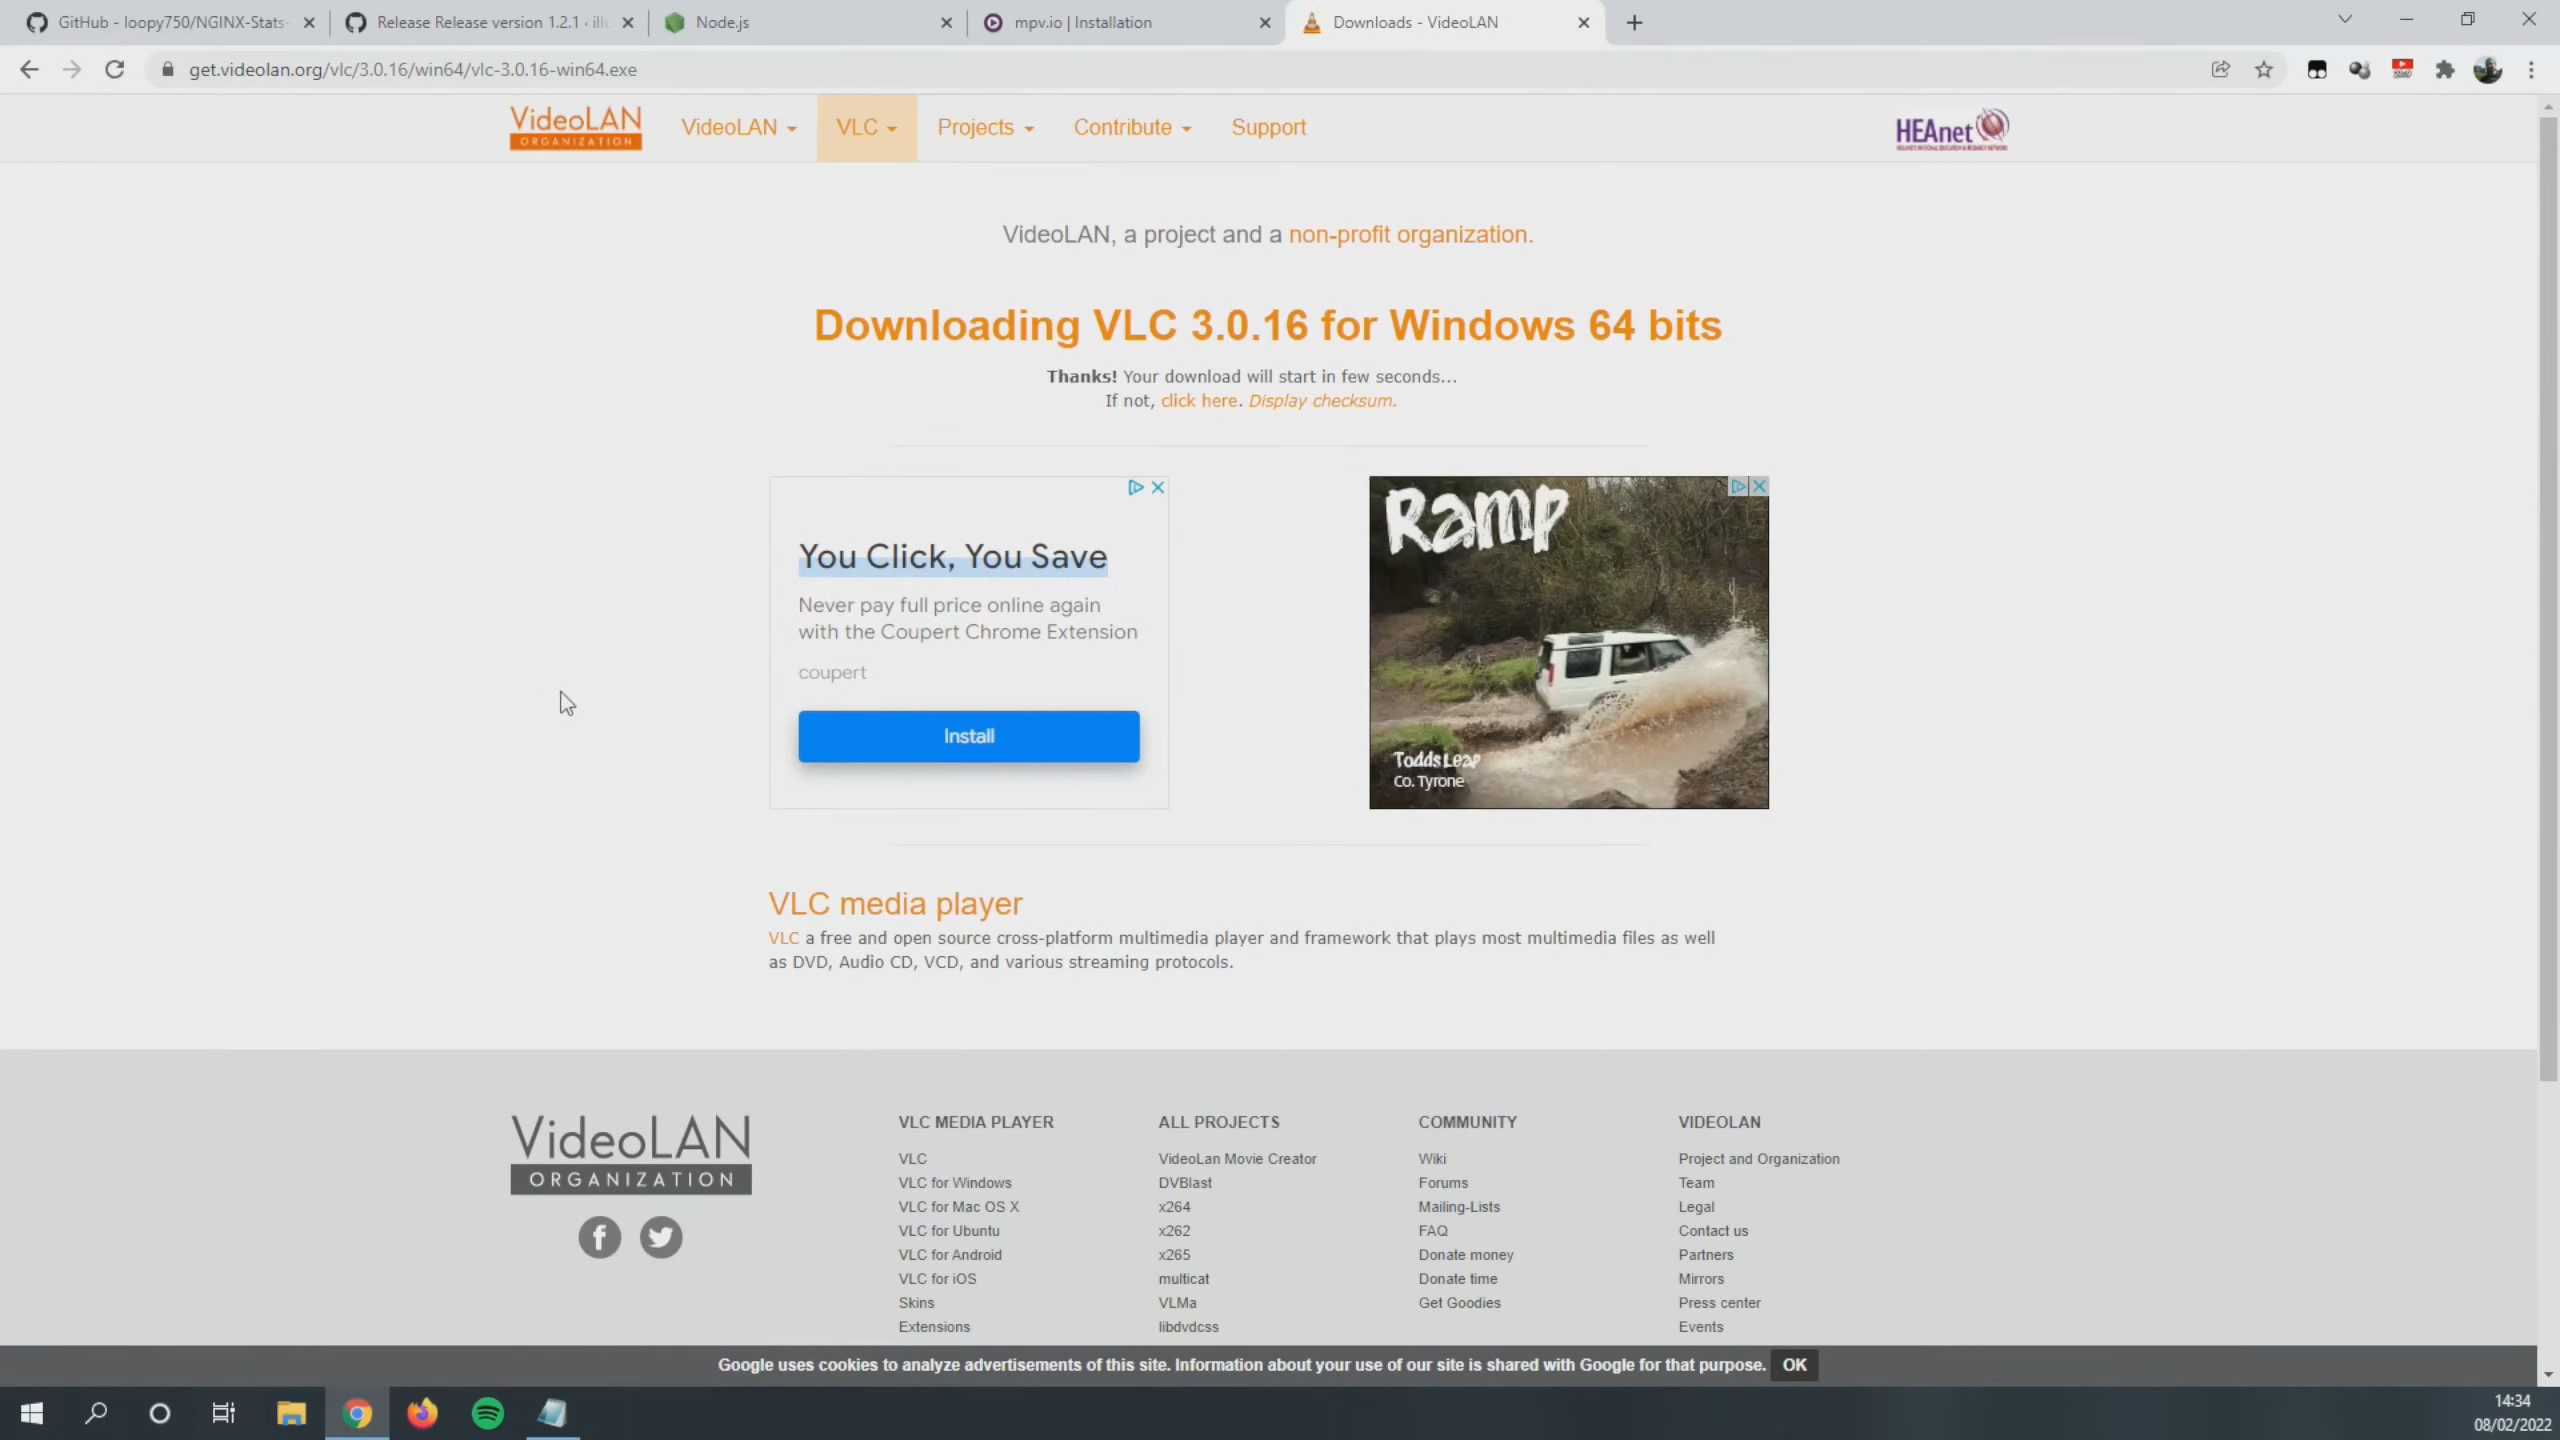 GitHub - loopy750/NGINX-Stats-
Release Release version 1.2.1 · illu
Node.js
mpv.io | Installation
Downloads - VideoLAN
get.videolan.org/vlc/3.0.16/win64/vlc-3.0.16-win64.exe
VideoLAN
ORGANIZATION
VideoLAN
VLC
Projects
Contribute
Support
HEAnet
VideoLAN, a project and a non-profit organization.
Downloading VLC 3.0.16 for Windows 64 bits
Thanks! Your download will start in few seconds...
If not, click here. Display checksum.
You Click, You Save
Never pay full price online again
with the Coupert Chrome Extension
coupert
Install
Ramp
Todds Leap
Co. Tyrone
VLC media player
VLC a free and open source cross-platform multimedia player and framework that plays most multimedia files as well
as DVD, Audio CD, VCD, and various streaming protocols.
VideoLAN
ORGANIZATION
VLC MEDIA PLAYER
VLC
VLC for Windows
VLC for Mac OS X
VLC for Ubuntu
VLC for Android
VLC for iOS
Skins
Extensions
ALL PROJECTS
VideoLan Movie Creator
DVBlast
x264
x262
x265
multicat
VLMa
libdvdcss
COMMUNITY
Wiki
Forums
Mailing-Lists
FAQ
Donate money
Donate time
Get Goodies
VIDEOLAN
Project and Organization
Team
Legal
Contact us
Partners
Mirrors
Press center
Events
Google uses cookies to analyze advertisements of this site. Information about your use of our site is shared with Google for that purpose. OK
14:34
08/02/2022